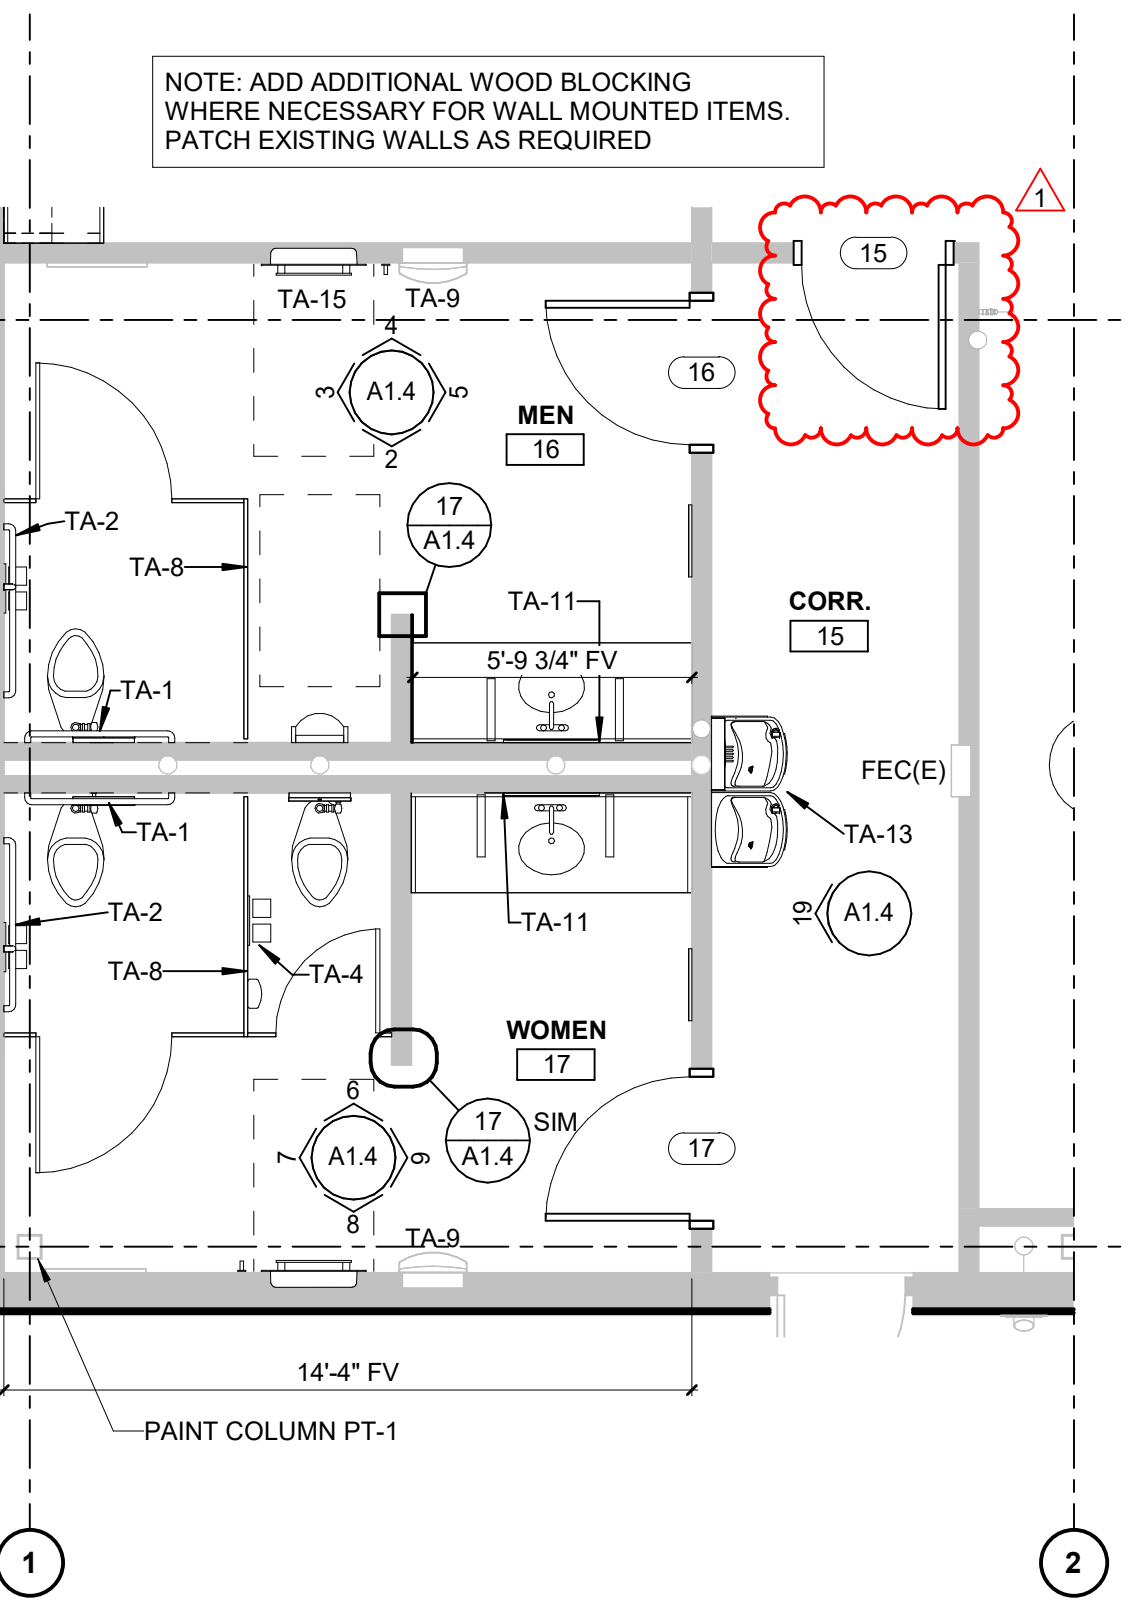 NOTE: ADD ADDITIONAL WOOD BLOCKING
WHERE NECESSARY FOR WALL MOUNTED ITEMS.
PATCH EXISTING WALLS AS REQUIRED
1
15
TA-15
TA-9
4
3
A1.4
5
2
16
MEN
16
17
A1.4
TA-2
TA-8
TA-11
CORR.
15
5'-9 3/4" FV
TA-1
FEC(E)
TA-1
TA-13
TA-2
TA-11
19
A1.4
TA-8
TA-4
WOMEN
17
6
7
A1.4
9
8
17
A1.4
SIM
17
TA-9
14'-4" FV
PAINT COLUMN PT-1
1
2